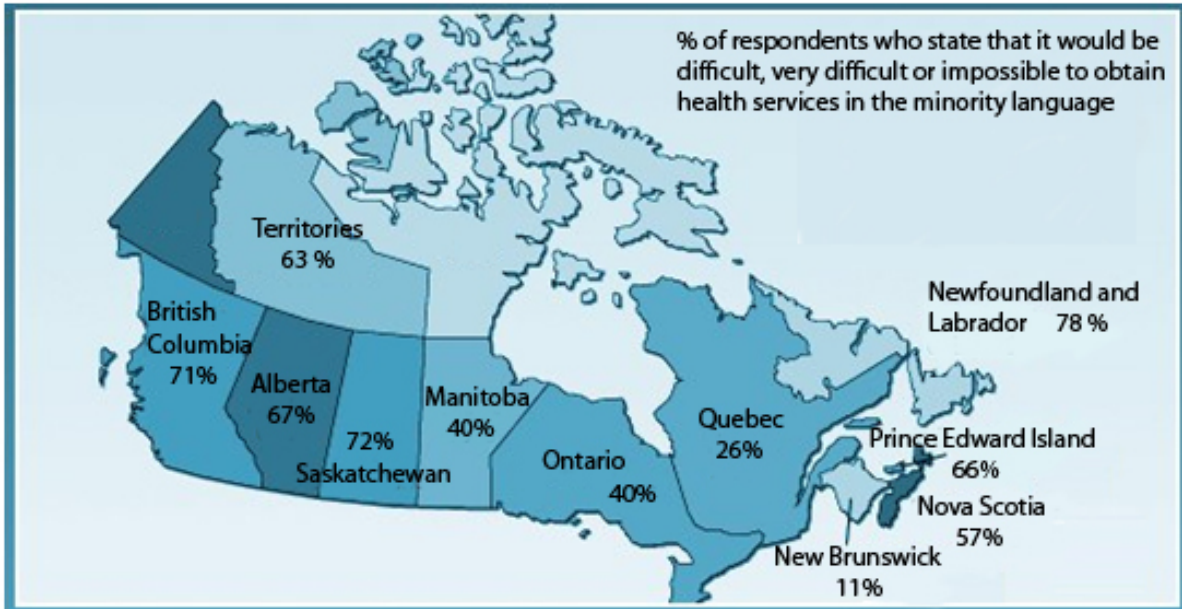 % of respondents who state that it would be
difficult, very difficult or impossible to obtain
health services in the minority language
Territories
63 %
British
Columbia
71%
Alberta
67%
72%
Saskatchewan
Manitoba
40%
Ontario
40%
Quebec
26%
Newfoundland and
Labrador 78 %
Prince Edward Island
66%
Nova Scotia
57%
New Brunswick
11%